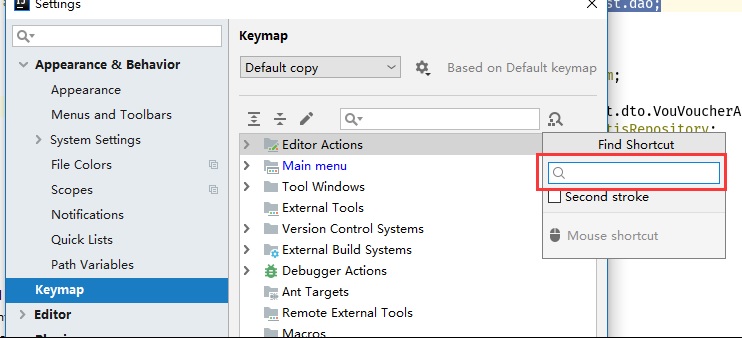 Settings
st.dao;
Keymap
Appearance & Behavior
Default copy
Based on Default keymap
m;
Appearance
Menus and Toolbars
st.dto.VouVoucherA
tisRepository;
System Settings
Editor Actions
Find Shortcut
File Colors
Main menu
Scopes
Tool Windows
Second stroke
Notifications
External Tools
Quick Lists
Version Control Systems
Mouse shortcut
Path Variables
External Build Systems
Keymap
Debugger Actions
Ant Targets
Editor
Remote External Tools
Macros